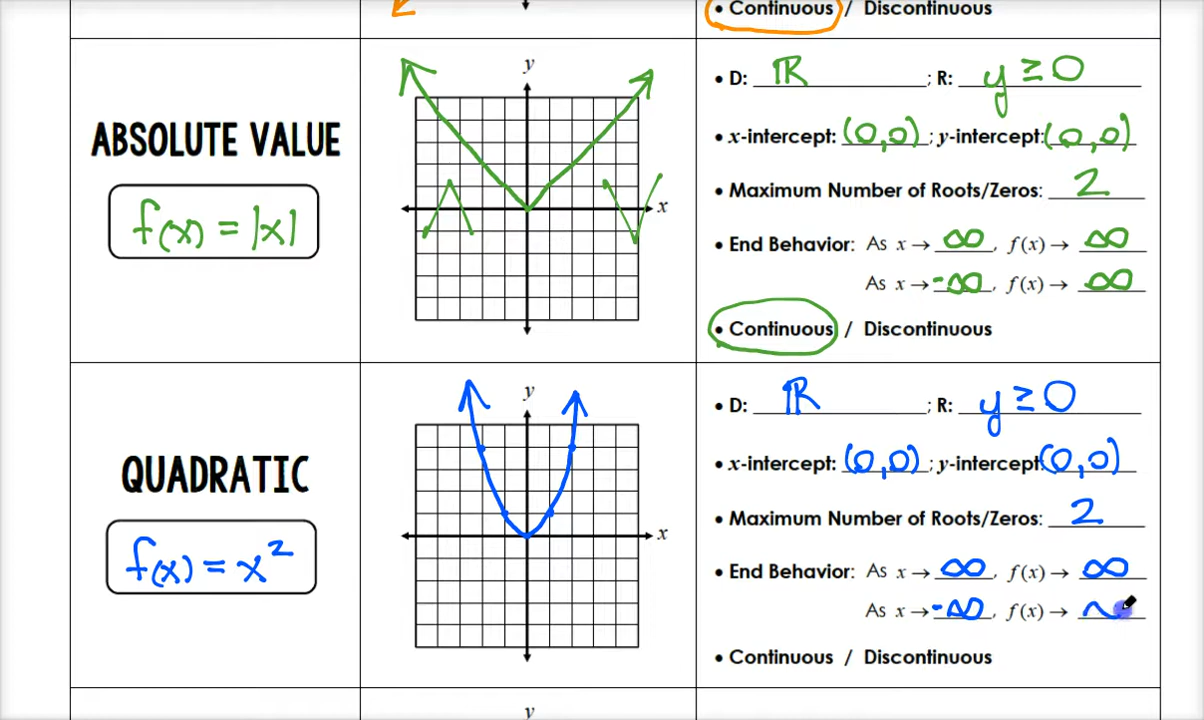 • Continuous / Discontinuous
ABSOLUTE VALUE
f(x) = |x|
y
x
• D: ℝ ; R: y ≥ 0
• x-intercept: (0,0) ; y-intercept: (0,0)
• Maximum Number of Roots/Zeros: 2
• End Behavior: As x → ∞, f(x) → ∞
As x → -∞, f(x) → ∞
• Continuous / Discontinuous
QUADRATIC
f(x) = x²
y
x
• D: ℝ ; R: y ≥ 0
• x-intercept: (0,0) ; y-intercept: (0,0)
• Maximum Number of Roots/Zeros: 2
• End Behavior: As x → ∞, f(x) → ∞
As x → -∞, f(x) →
• Continuous / Discontinuous
y